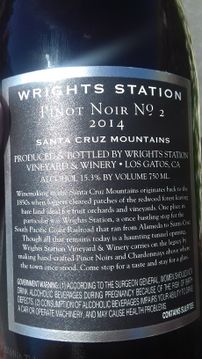 WRIGHTS STATION
PINOT NOIR Nº 2
2014
SANTA CRUZ MOUNTAINS
PRODUCED & BOTTLED BY WRIGHTS STATION
VINEYARD & WINERY • LOS GATOS, CA
ALCOHOL 15.3% BY VOLUME 750 ML
Winemaking in the Santa Cruz Mountains originates back to the
1850s when loggers cleared patches of the redwood forest leaving
bare land ideal for fruit orchards and vineyards. One place in
particular was Wrights Station, a once bustling stop for the
South Pacific Coast Railroad that ran from Alameda to Santa Cruz.
Though all that remains today is a haunting tunnel opening,
Wrights Station Vineyard & Winery carries on the legacy by
making hand-crafted Pinot Noirs and Chardonnays above where
the town once stood. Come stop for a taste and stay for a glass.
GOVERNMENT WARNING: (1) ACCORDING TO THE SURGEON GENERAL, WOMEN SHOULD NOT
DRINK ALCOHOLIC BEVERAGES DURING PREGNANCY BECAUSE OF THE RISK OF BIRTH
DEFECTS. (2) CONSUMPTION OF ALCOHOLIC BEVERAGES IMPAIRS YOUR ABILITY TO DRIVE
A CAR OR OPERATE MACHINERY, AND MAY CAUSE HEALTH PROBLEMS.
CONTAINS SULFITES